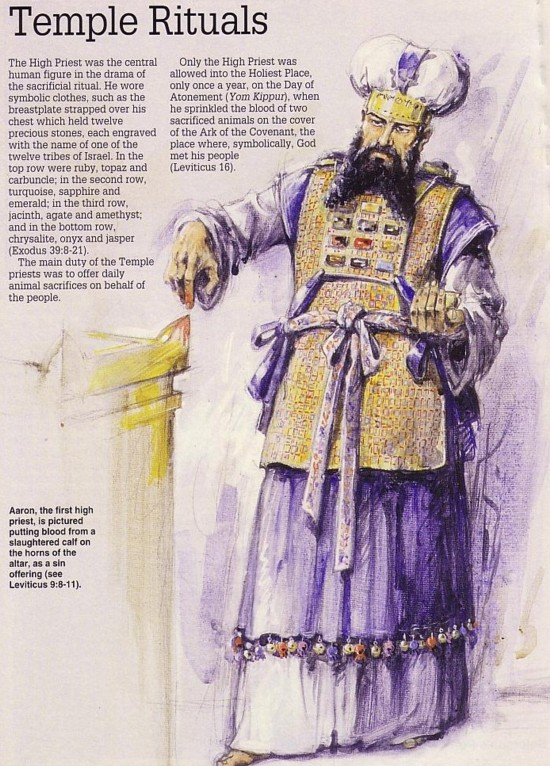 Temple Rituals
The High Priest was the central
human figure in the drama of
the sacrificial ritual. He wore
symbolic clothes, such as the
breastplate strapped over his
chest which held twelve
precious stones, each engraved
with the name of one of the
twelve tribes of Israel. In the
top row were ruby, topaz and
carbuncle; in the second row,
turquoise, sapphire and
emerald; in the third row,
jacinth, agate and amethyst;
and in the bottom row,
chrysalite, onyx and jasper
(Exodus 39:8-21).
The main duty of the Temple
priests was to offer daily
animal sacrifices on behalf of
the people.
Only the High Priest was
allowed into the Holiest Place,
only once a year, on the Day of
Atonement (Yom Kippur), when
he sprinkled the blood of two
sacrificed animals on the cover
of the Ark of the Covenant, the
place where, symbolically, God
met his people
(Leviticus 16).
Aaron, the first high
priest, is pictured
putting blood from a
slaughtered calf on
the horns of the
altar, as a sin
offering (see
Leviticus 9:8-11).